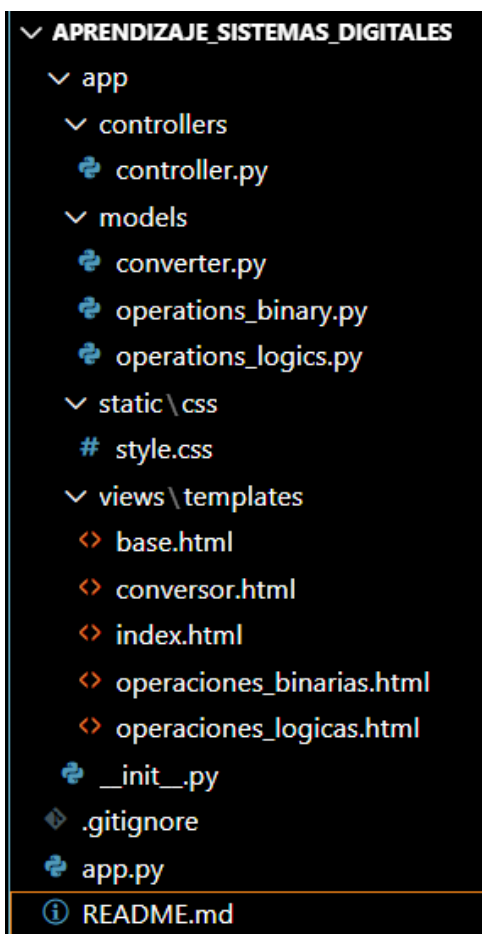 APRENDIZAJE_SISTEMAS_DIGITALES
app
controllers
controller.py
models
converter.py
operations_binary.py
operations_logics.py
static\css
# style.css
views\templates
<> base.html
<> conversor.html
<> index.html
<> operaciones_binarias.html
<> operaciones_logicas.html
__init__.py
.gitignore
app.py
README.md